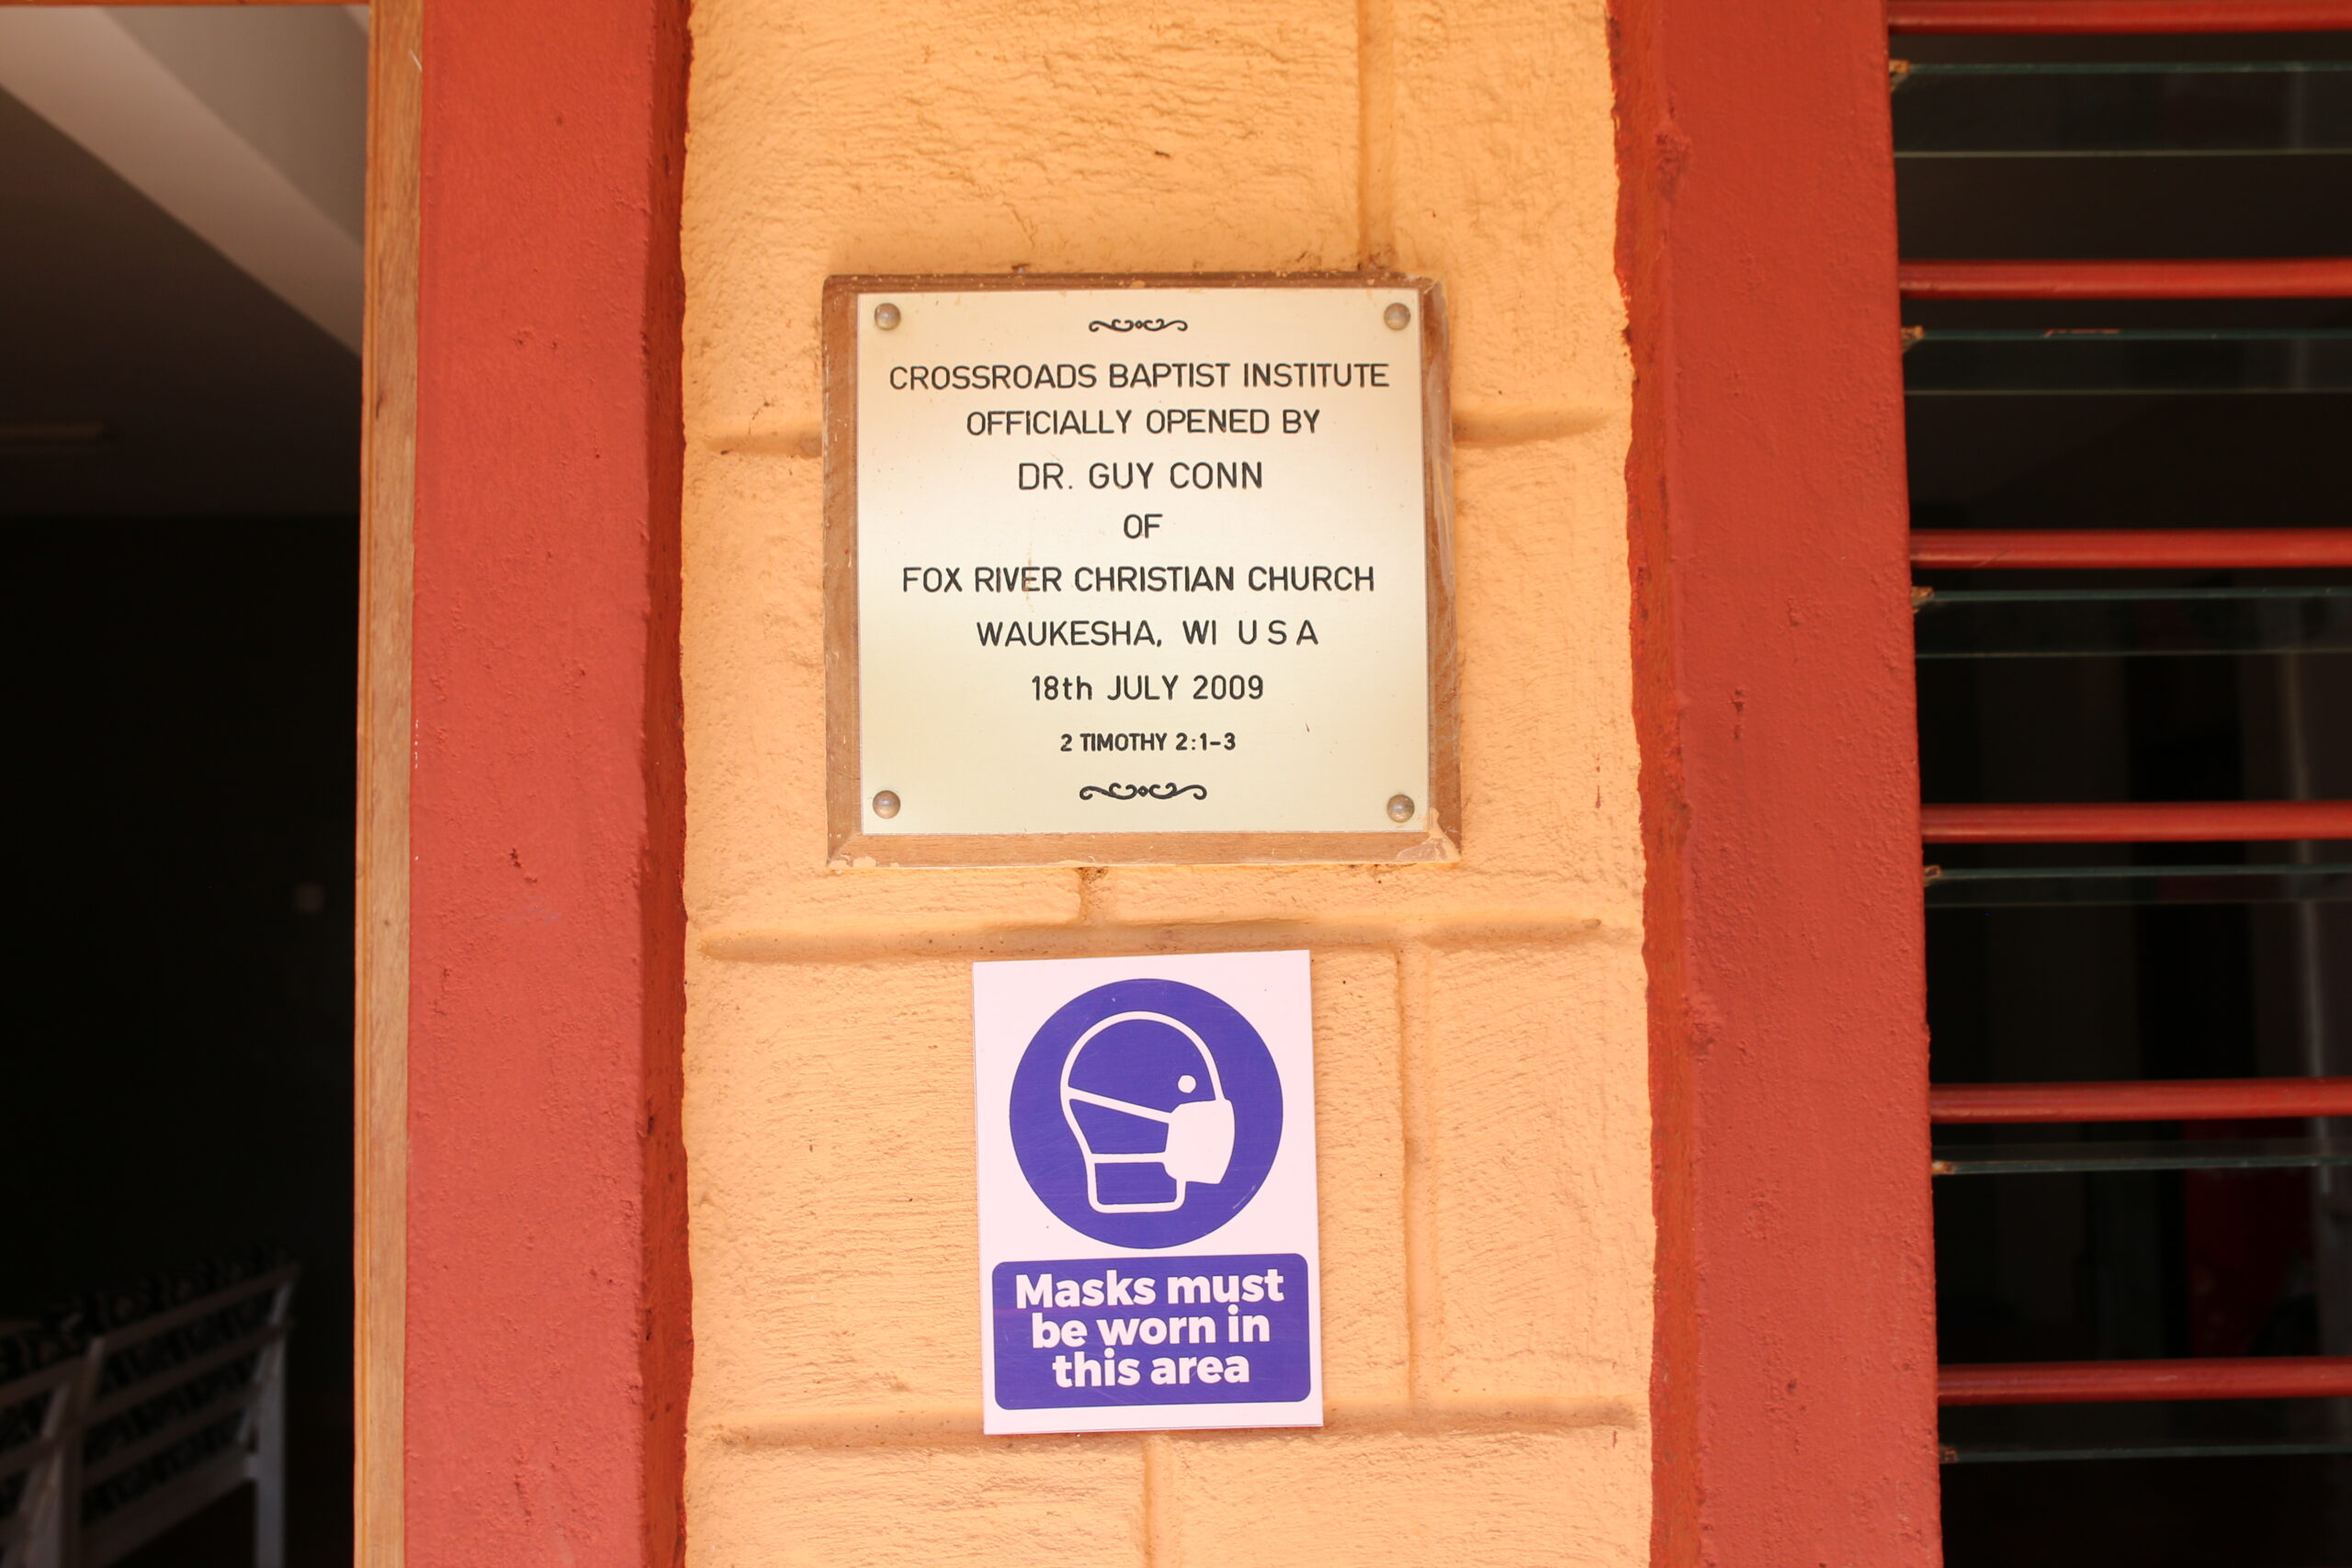 CROSSROADS BAPTIST INSTITUTE
OFFICIALLY OPENED BY
DR. GUY CONN
OF
FOX RIVER CHRISTIAN CHURCH
WAUKESHA, WI U S A
18th JULY 2009
2 TIMOTHY 2:1-3
Masks must
be worn in
this area